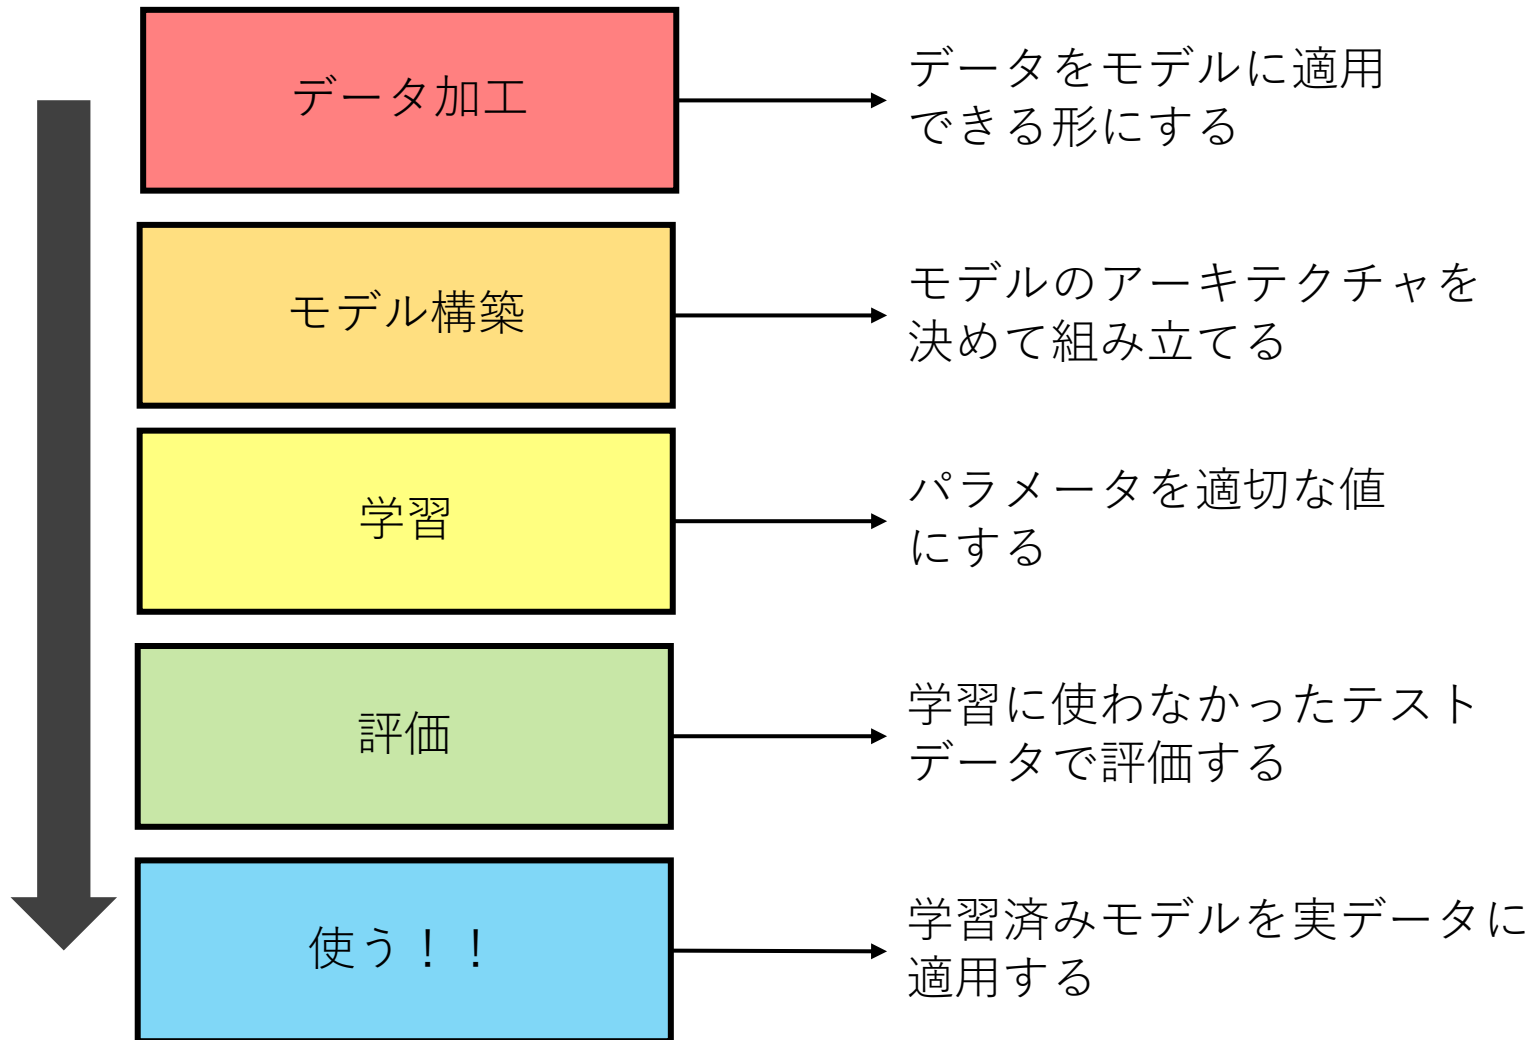 データ加工
データをモデルに適用
できる形にする
モデル構築
モデルのアーキテクチャを
決めて組み立てる
学習
パラメータを適切な値
にする
評価
学習に使わなかったテスト
データで評価する
使う！！
学習済みモデルを実データに
適用する